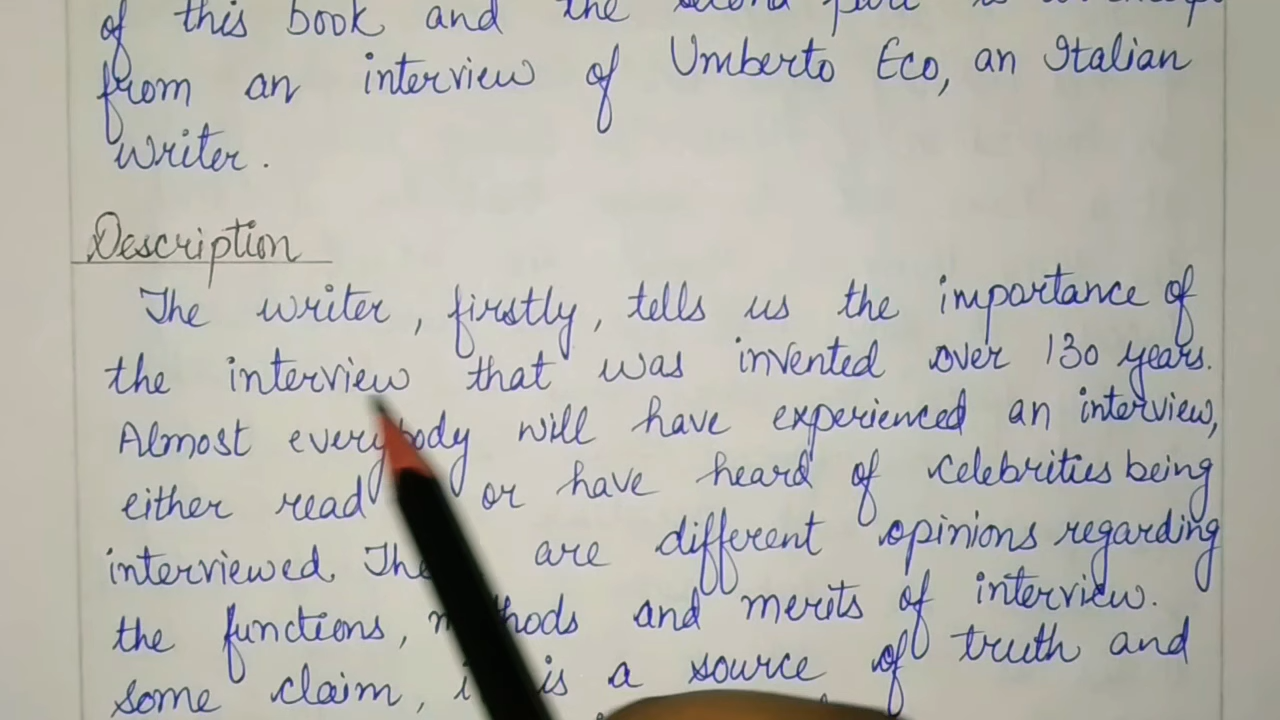 of this book and the second part is
from an interview of Umberto Eco, an Italian
writer.
Description
The writer, firstly, tells us the importance of
the interview that was invented over 130 years.
Almost everybody will have experienced an interview,
either read or have heard of celebrities being
interviewed. are different opinions regarding
the functions, and merits of interview.
some claim, is a source of truth and